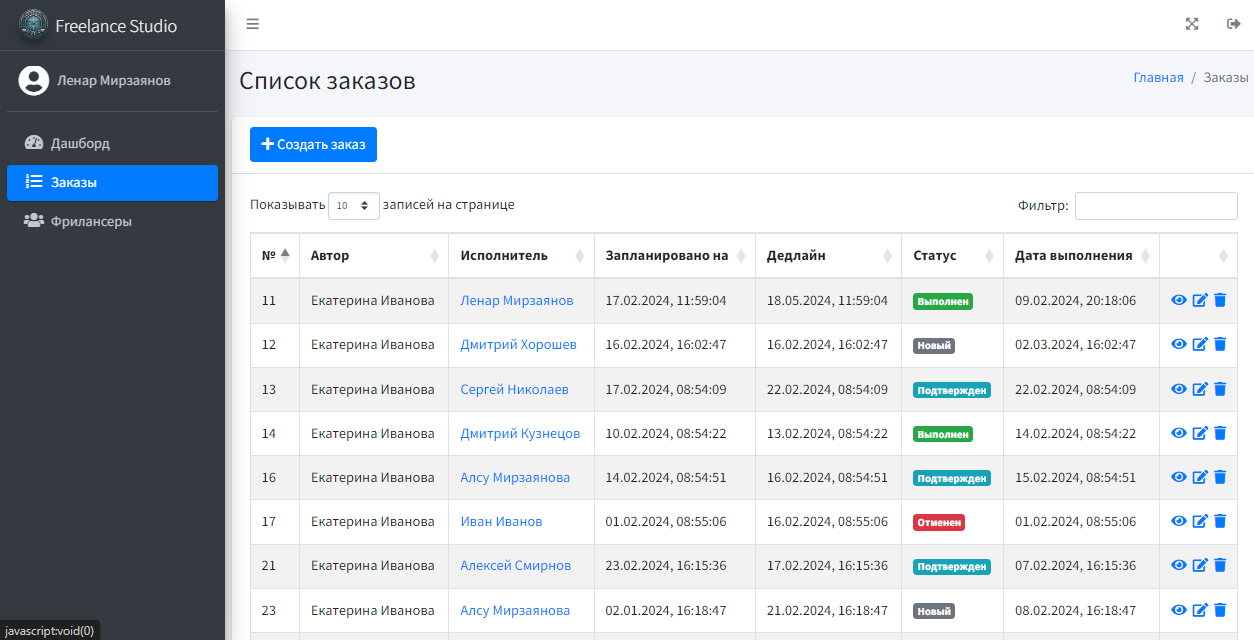 Freelance Studio
Ленар Мирзаянов
Дашборд
Заказы
Фрилансеры
Список заказов
Главная / Заказы
Создать заказ
Показывать 10 записей на странице
Фильтр:
№ Автор Исполнитель Запланировано на Дедлайн Статус Дата выполнения
11 Екатерина Иванова Ленар Мирзаянов 17.02.2024, 11:59:04 18.05.2024, 11:59:04 Выполнен 09.02.2024, 20:18:06
12 Екатерина Иванова Дмитрий Хорошев 16.02.2024, 16:02:47 16.02.2024, 16:02:47 Новый 02.03.2024, 16:02:47
13 Екатерина Иванова Сергей Николаев 17.02.2024, 08:54:09 22.02.2024, 08:54:09 Подтвержден 22.02.2024, 08:54:09
14 Екатерина Иванова Дмитрий Кузнецов 10.02.2024, 08:54:22 13.02.2024, 08:54:22 Выполнен 14.02.2024, 08:54:22
16 Екатерина Иванова Алсу Мирзаянова 14.02.2024, 08:54:51 16.02.2024, 08:54:51 Подтвержден 15.02.2024, 08:54:51
17 Екатерина Иванова Иван Иванов 01.02.2024, 08:55:06 16.02.2024, 08:55:06 Отменен 01.02.2024, 08:55:06
21 Екатерина Иванова Алексей Смирнов 23.02.2024, 16:15:36 17.02.2024, 16:15:36 Подтвержден 07.02.2024, 16:15:36
23 Екатерина Иванова Алсу Мирзаянова 02.01.2024, 16:18:47 21.02.2024, 16:18:47 Новый 08.02.2024, 16:18:47
javascript:void(0)